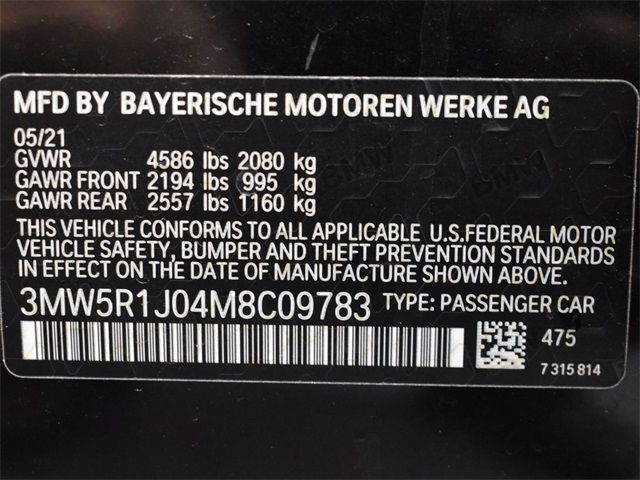 MFD BY BAYERISCHE MOTOREN WERKE AG
05/21
GVWR 4586 lbs 2080 kg
GAWR FRONT 2194 lbs 995 kg
GAWR REAR 2557 lbs 1160 kg
THIS VEHICLE CONFORMS TO ALL APPLICABLE U.S.FEDERAL MOTOR
VEHICLE SAFETY, BUMPER AND THEFT PREVENTION STANDARDS
IN EFFECT ON THE DATE OF MANUFACTURE SHOWN ABOVE.
3MW5R1J04M8C09783 TYPE: PASSENGER CAR
475
7 315 814
BMW
BMW